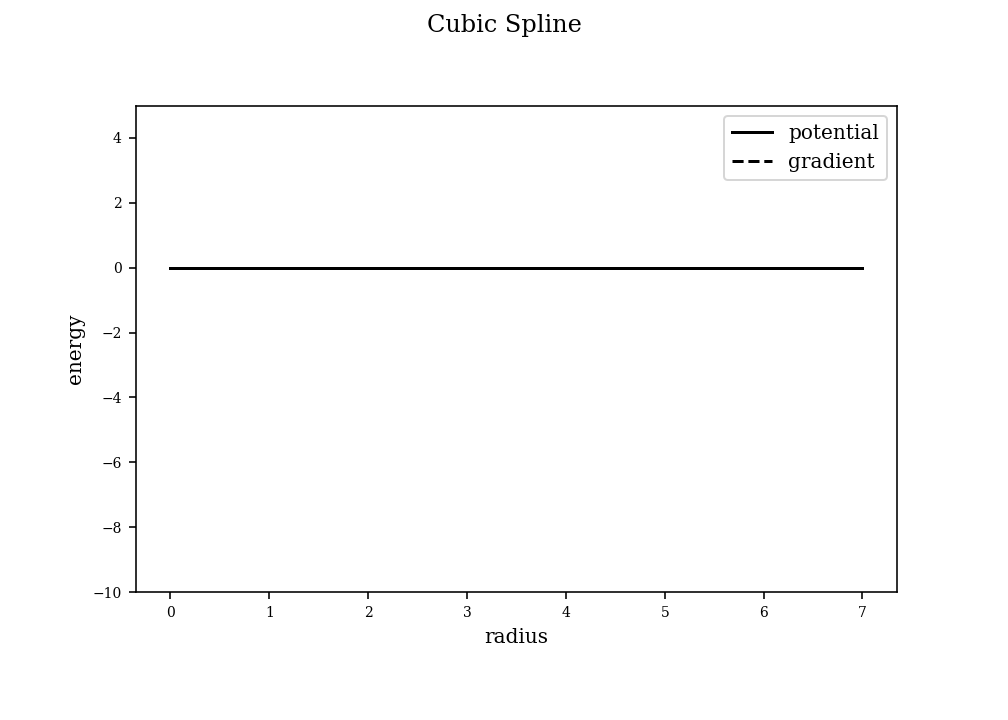 Cubic Spline
potential
gradient
energy
4
2
0
−2
−4
−6
−8
−10
0 1 2 3 4 5 6 7
radius